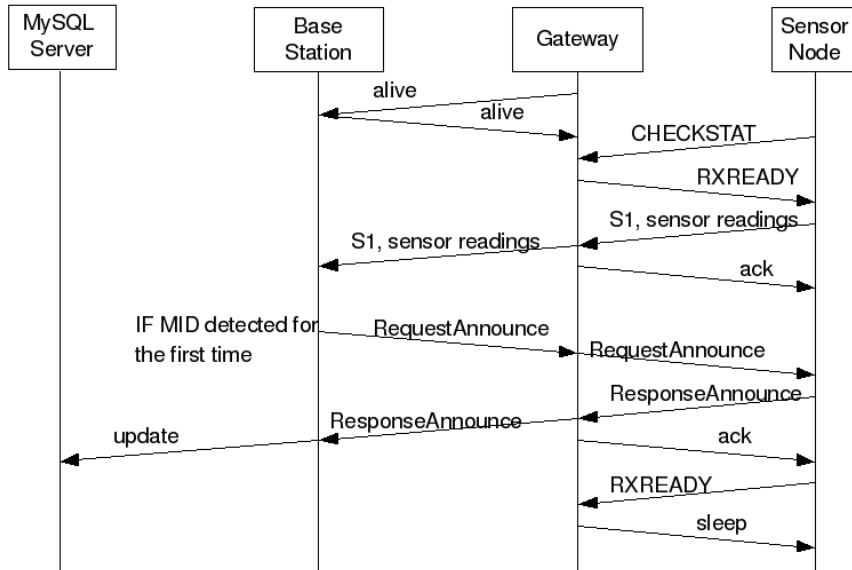 MySQL
Server
Base
Station
Gateway
Sensor
Node
alive
alive
CHECKSTAT
RXREADY
S1, sensor readings
S1, sensor readings
ack
IF MID detected for
the first time
RequestAnnounce
RequestAnnounce
ResponseAnnounce
ResponseAnnounce
update
ack
RXREADY
sleep